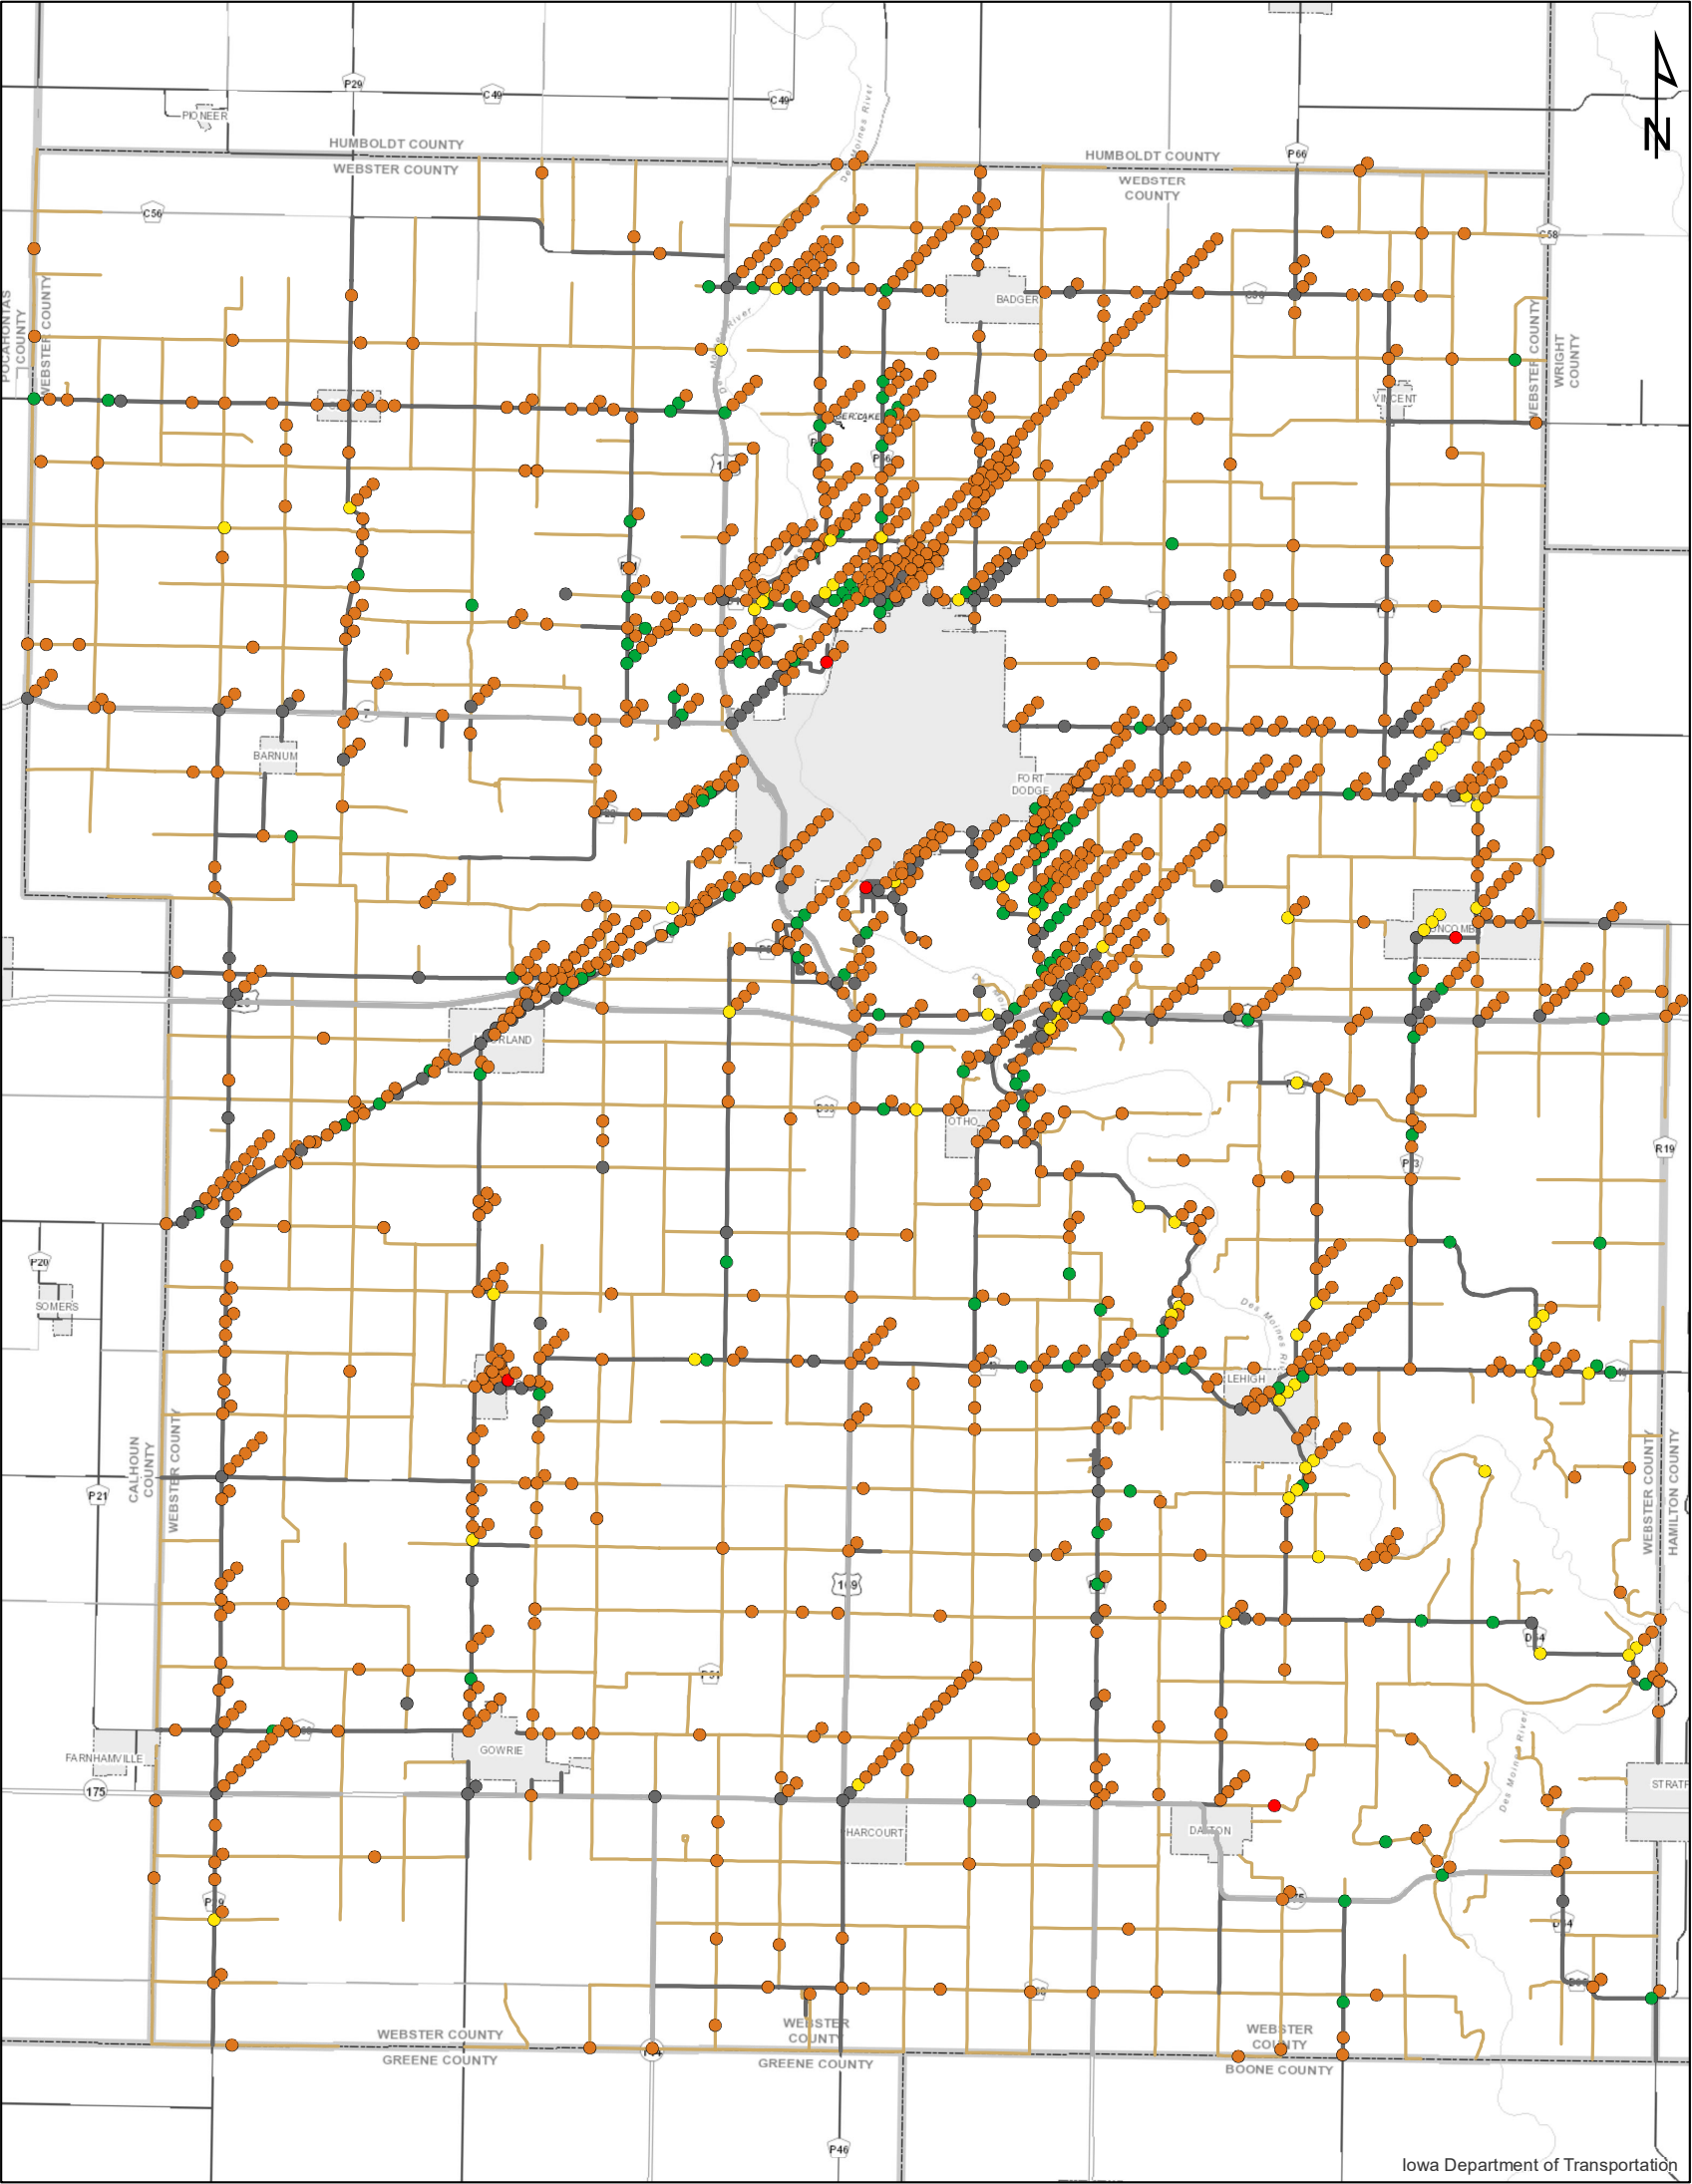 P29
C49
C49
PIONEER
N
HUMBOLDT COUNTY
WEBSTER COUNTY
HUMBOLDT COUNTY
WEBSTER
COUNTY
P66
Des Moines River
C56
C58
BADGER
POCAHONTAS
COUNTY
WEBSTER COUNTY
WEBSTER COUNTY
WRIGHT
COUNTY
VINCENT
7
BARNUM
FORT
DODGE
OTHO
R19
P20
SOMERS
Des Moines Ri
LEHIGH
CALHOUN
COUNTY
WEBSTER COUNTY
P21
WEBSTER COUNTY
HAMILTON COUNTY
169
GOWRIE
FARNHAMVILLE
175
HARCOURT
DAYTON
Des Moines River
STRATF
WEBSTER COUNTY
GREENE COUNTY
WEBSTER
COUNTY
GREENE COUNTY
WEBSTER
COUNTY
BOONE COUNTY
P46
Iowa Department of Transportation